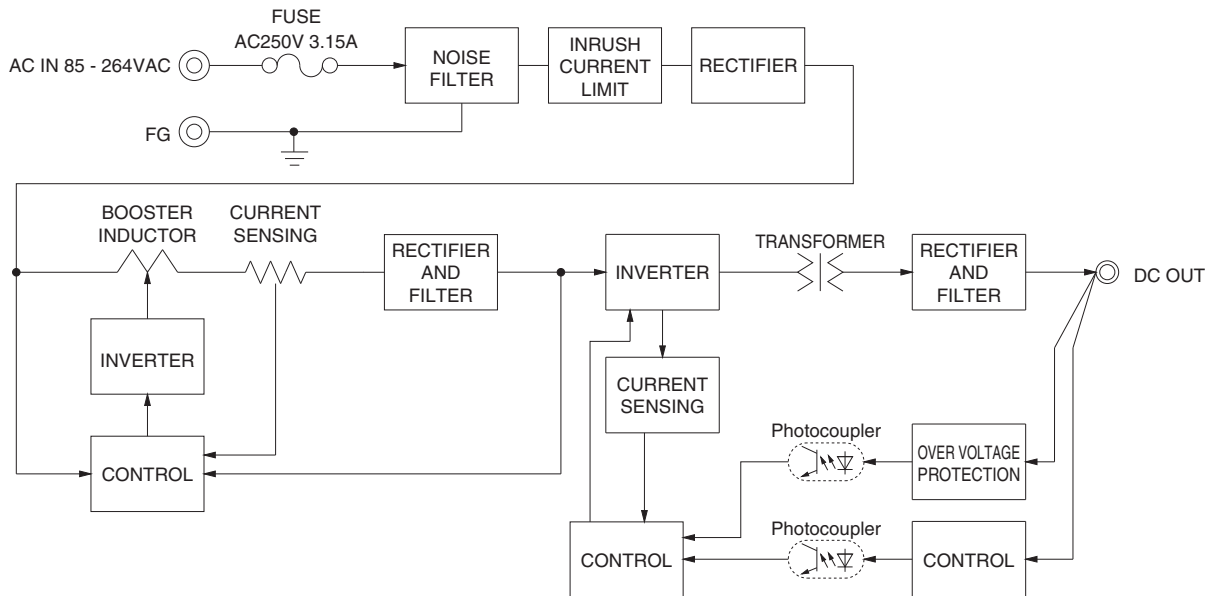 FUSE
AC250V 3.15A
AC IN 85 - 264VAC
NOISE
FILTER
INRUSH
CURRENT
LIMIT
RECTIFIER
FG
BOOSTER
INDUCTOR
CURRENT
SENSING
RECTIFIER
AND
FILTER
INVERTER
TRANSFORMER
RECTIFIER
AND
FILTER
DC OUT
INVERTER
CURRENT
SENSING
CONTROL
Photocoupler
OVER VOLTAGE
PROTECTION
Photocoupler
CONTROL
CONTROL